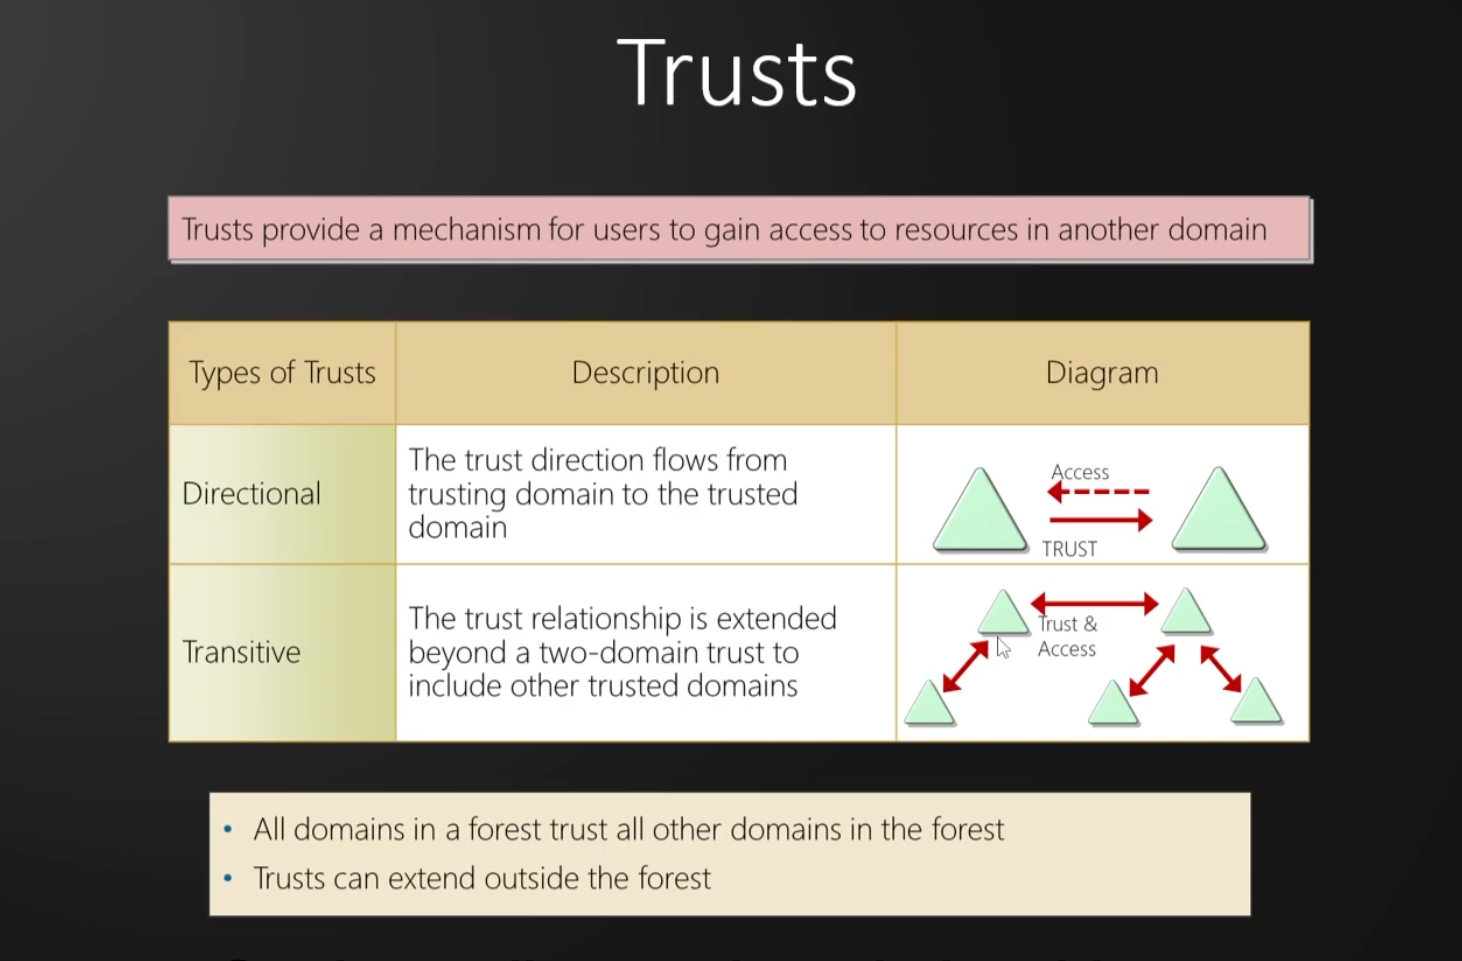 Trusts
Trusts provide a mechanism for users to gain access to resources in another domain
Types of Trusts
Description
Diagram
Directional
The trust direction flows from
trusting domain to the trusted
domain
Access
TRUST
Transitive
The trust relationship is extended
beyond a two-domain trust to
include other trusted domains
Trust &
Access
• All domains in a forest trust all other domains in the forest
• Trusts can extend outside the forest